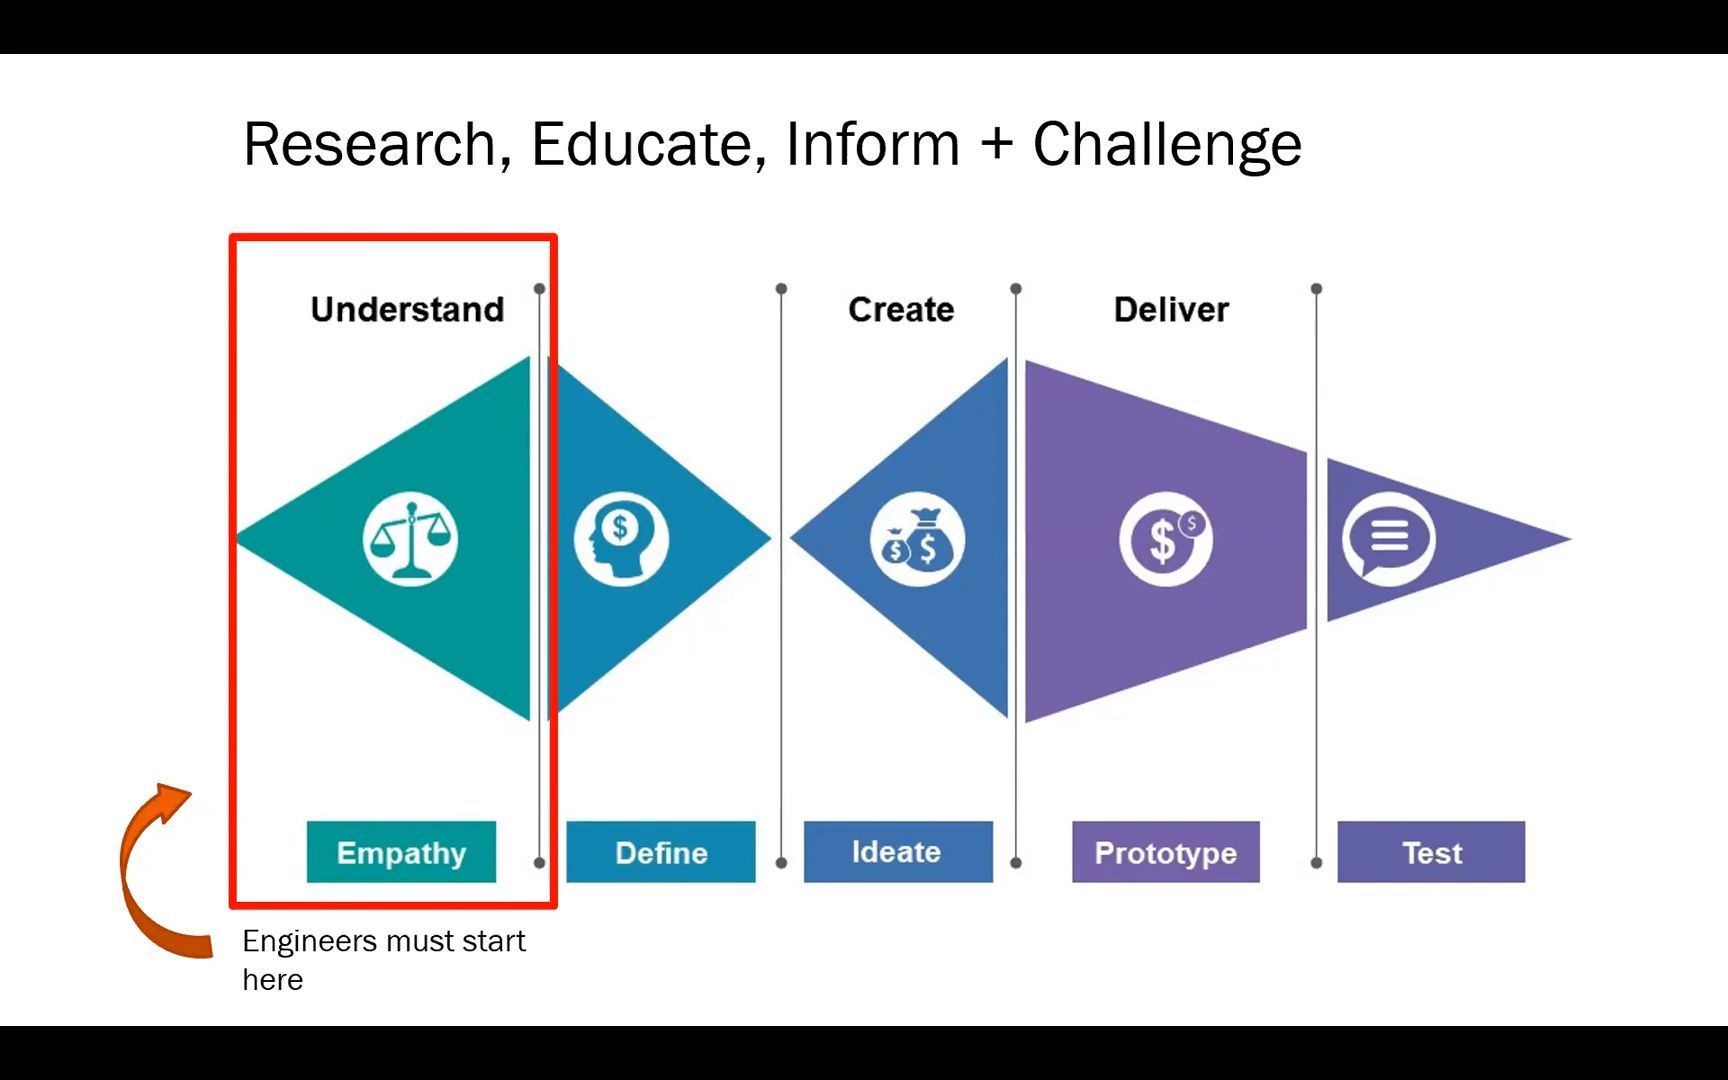 Research, Educate, Inform + Challenge
Understand
Create
Deliver
$
$
$
$
$
Empathy
Define
Ideate
Prototype
Test
Engineers must start
here